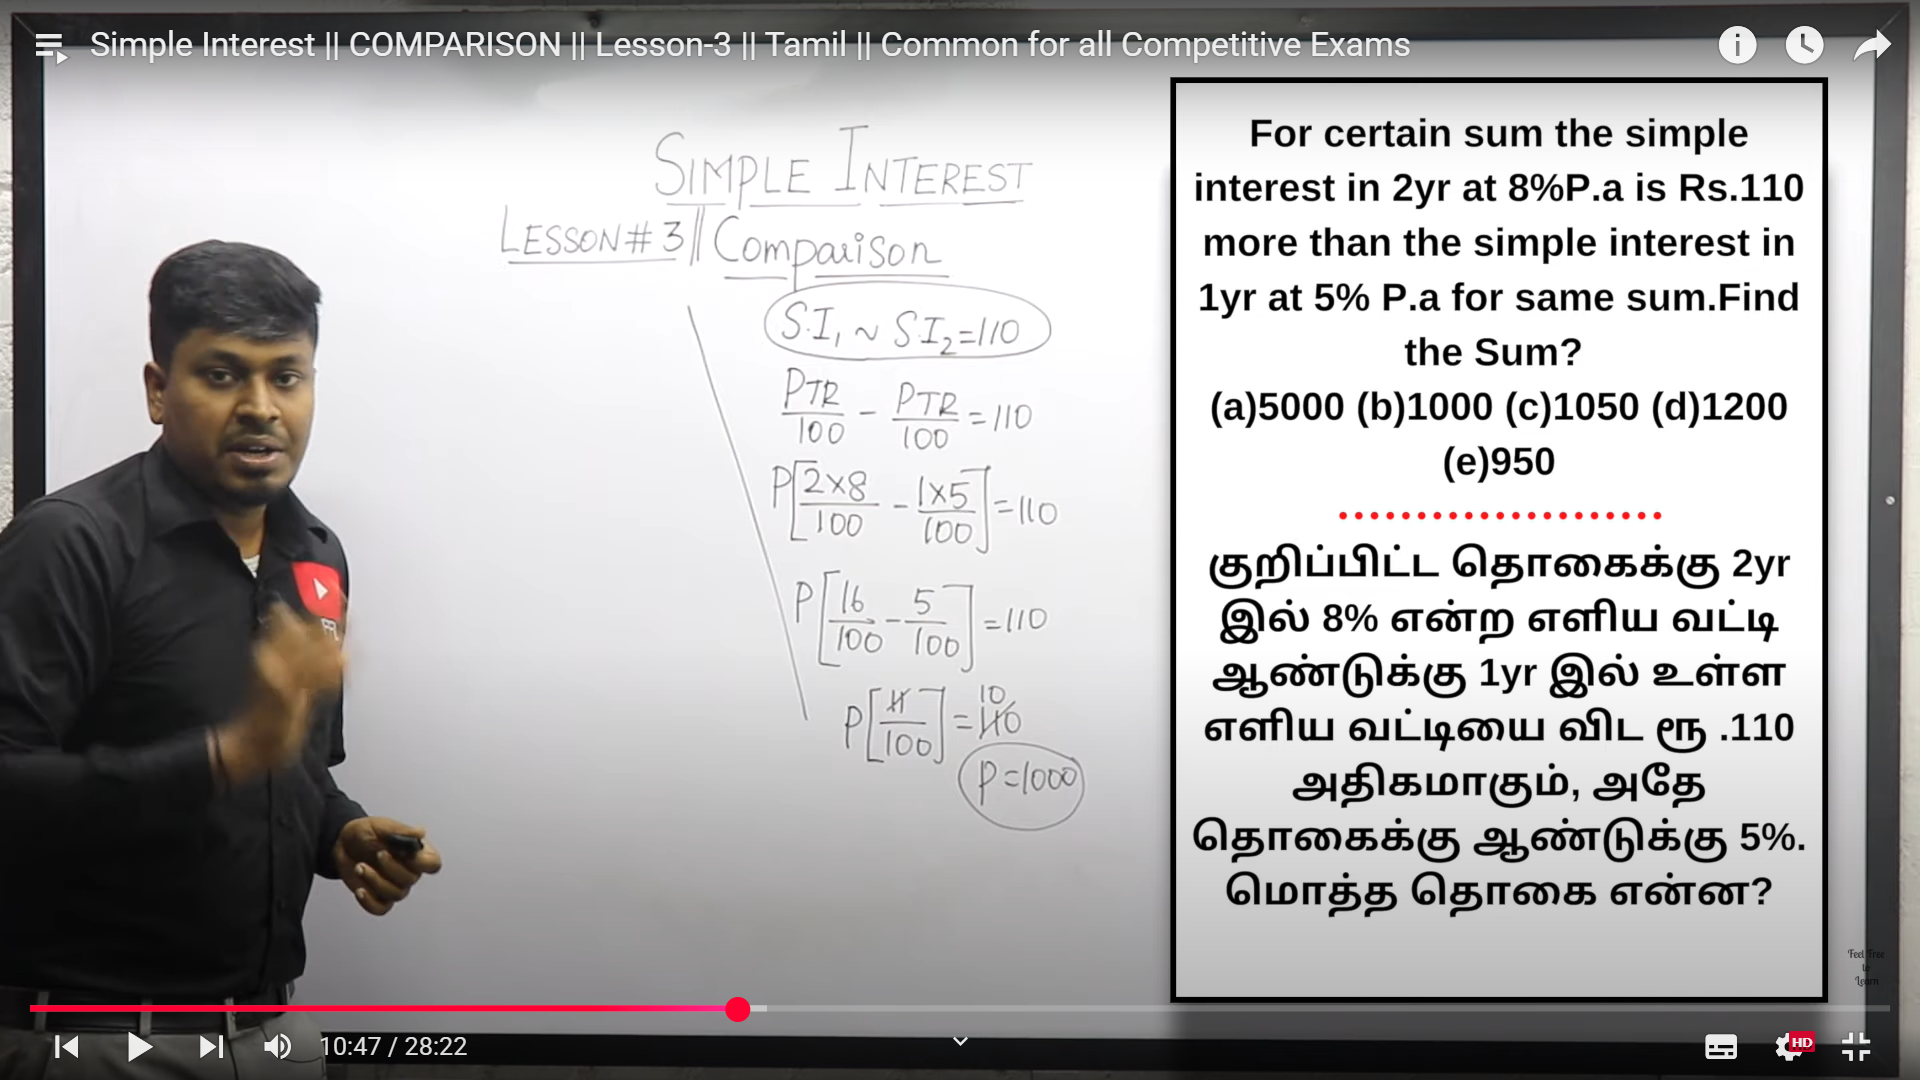 Simple Interest || COMPARISON || Lesson-3 || Tamil || Common for all Competitive Exams
SIMPLE INTEREST
LESSON # 3 || Comparison
S.I₁ ~ S.I₂ = 110
PTR/100 - PTR/100 = 110
P[2×8/100 - 1×5/100] = 110
P[16/100 - 5/100] = 110
P[11/100] = 110 10
P = 1000
For certain sum the simple
interest in 2yr at 8%P.a is Rs.110
more than the simple interest in
1yr at 5% P.a for same sum.Find
the Sum?
(a)5000 (b)1000 (c)1050 (d)1200
(e)950
குறிப்பிட்ட தொகைக்கு 2yr
இல் 8% என்ற எளிய வட்டி
ஆண்டுக்கு 1yr இல் உள்ள
எளிய வட்டியை விட ரூ .110
அதிகமாகும், அதே
தொகைக்கு ஆண்டுக்கு 5%.
மொத்த தொகை என்ன?
Feel Free
to
Learn
10:47 / 28:22
HD